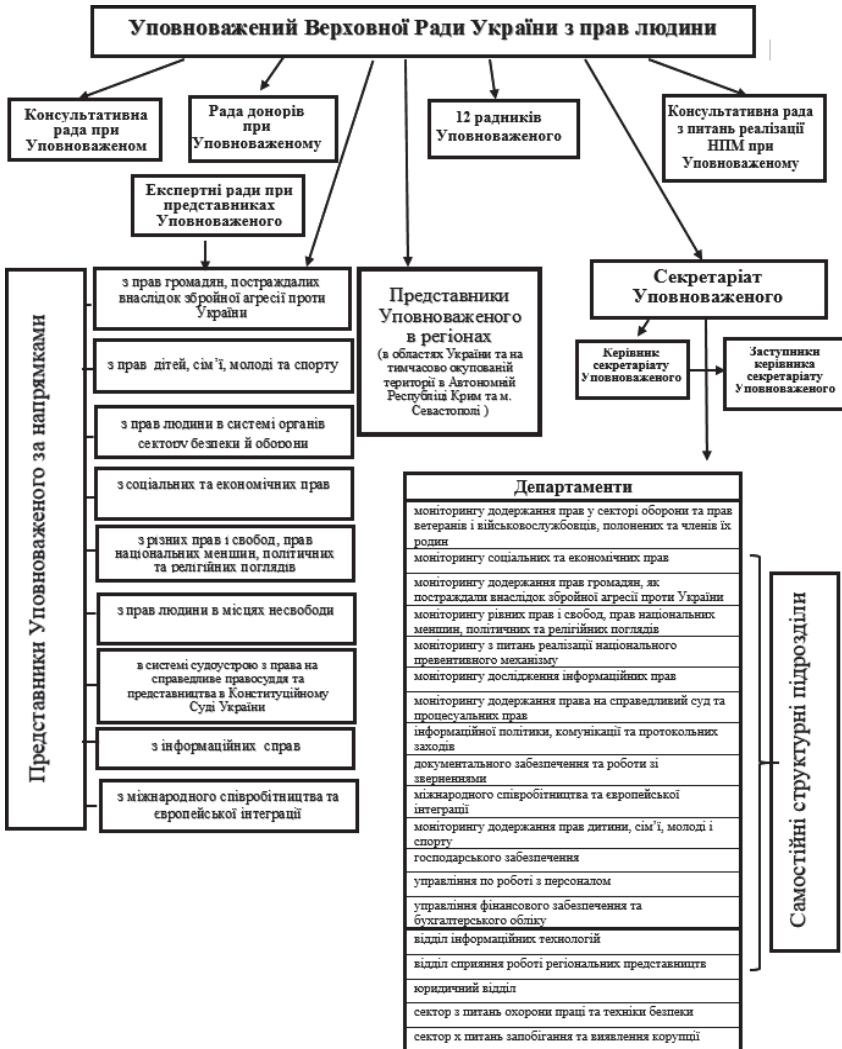 Уповноважений Верховної Ради України з прав людини
Консультативна
рада при
Уповноваженом
Рада донорів
при
Уповноваженому
12 радників
Уповноваженого
Консультативна рада
з питань реалізації
НПМ при
Уповноваженому
Експертні ради при
представниках
Уповноваженого
Представники Уповноваженого за напрямками
з прав громадян, постраждалих
внаслідок збройної агресії проти
України
з прав дітей, сім’ї, молоді та спорту
з прав людини в системі органів
сектору безпеки й оборони
з соціальних та економічних прав
з різних прав і свобод, прав
національних меншин, політичних
та релігійних поглядів
з прав людини в місцях несвободи
в системі судоустрою з права на
справедливе правосуддя та
представництва в Конституційному
Суді України
з інформаційних справ
з міжнародного співробітництва та
європейської інтеграції
Представники
Уповноваженого
в регіонах
(в областях України та на
тимчасово окупованій
території в Автономній
Республіці Крим та м.
Севастополі )
Секретаріат
Уповноваженого
Керівник
секретаріату
Уповноваженого
Заступники
керівника
секретаріату
Уповноваженого
Департаменти
моніторингу додержання прав у секторі оборони та прав
ветеранів і військовослужбовців, полонених та членів їх
родин
моніторингу соціальних та економічних прав
моніторингу додержання прав громадян, як
постраждали внаслідок збройної агресії проти України
моніторингу рівних прав і свобод, прав національних
меншин, політичних та релігійних поглядів
моніторингу з питань реалізації національного
превентивного механізму
моніторингу дослідження інформаційних прав
моніторингу додержання права на справедливий суд та
процесуальних прав
інформаційної політики, комунікації та протокольних
заходів
документального забезпечення та роботи зі
зверненнями
міжнародного співробітництва та європейської
інтеграції
моніторингу додержання прав дитини, сім’ї, молоді і
спорту
господарського забезпечення
управління по роботі з персоналом
управління фінансового забезпечення та
бухгалтерського обліку
відділ інформаційних технологій
відділ сприяння роботі регіональних представництв
юридичний відділ
сектор з питань охорони праці та техніки безпеки
сектор х питань запобігання та виявлення корупції
Самостійні структурні підрозділи